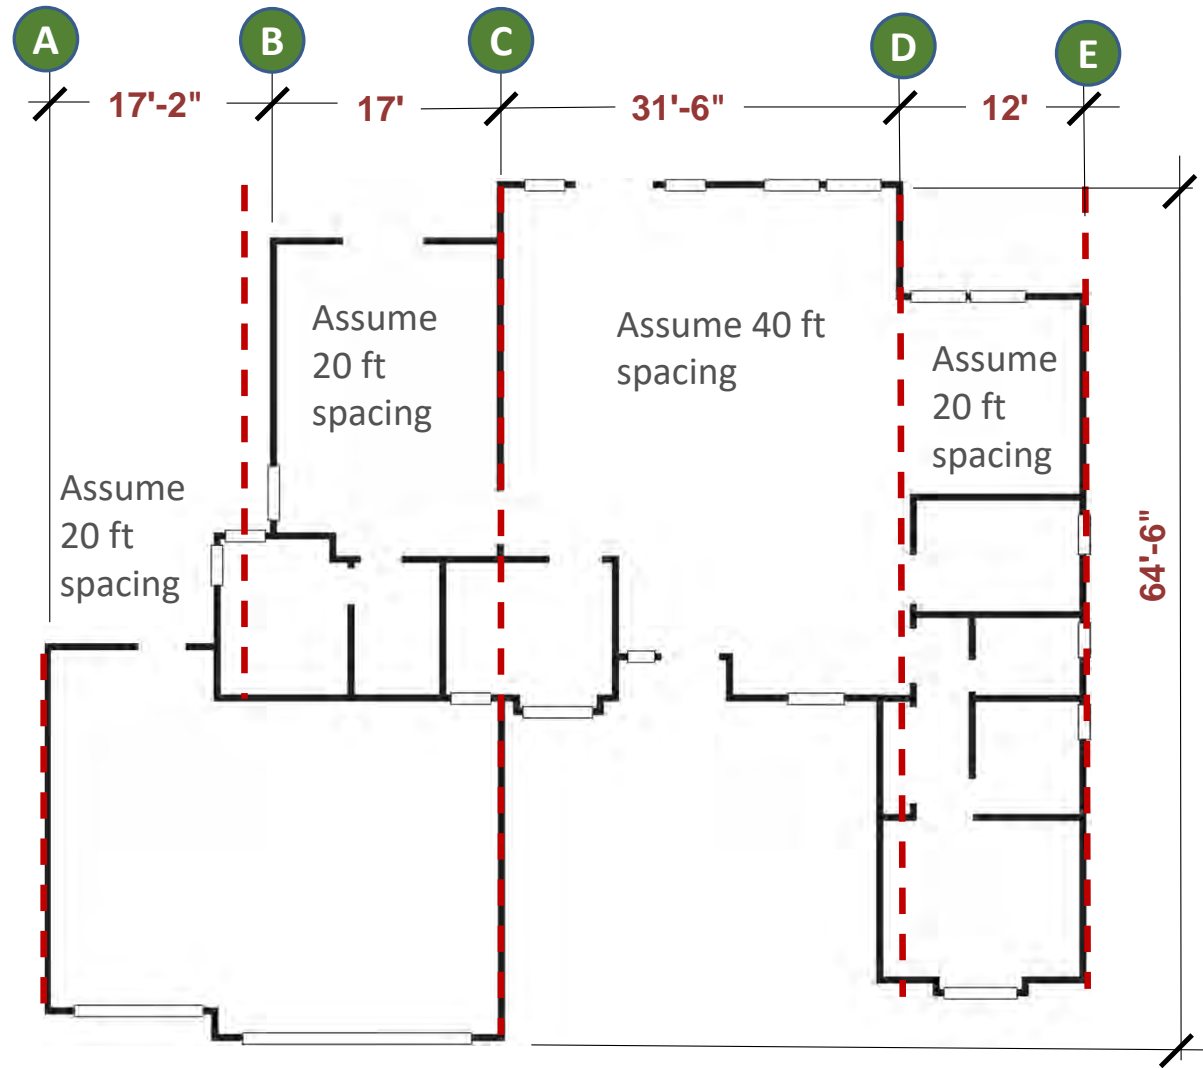 A
B
C
D
E
17'-2"
17'
31'-6"
12'
Assume
20 ft
spacing
Assume 40 ft
spacing
Assume
20 ft
spacing
Assume
20 ft
spacing
64'-6"